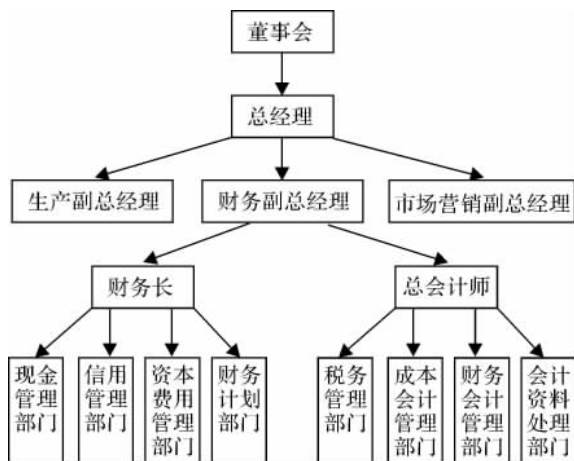 董事会
总经理
生产副总经理
财务副总经理
市场营销副总经理
财务长
总会计师
现金
管理
部门
信用
管理
部门
资本
费用
管理
部门
财务
计划
部门
税务
管理
部门
成本
会计
管理
部门
财务
会计
管理
部门
会计
资料
处理
部门